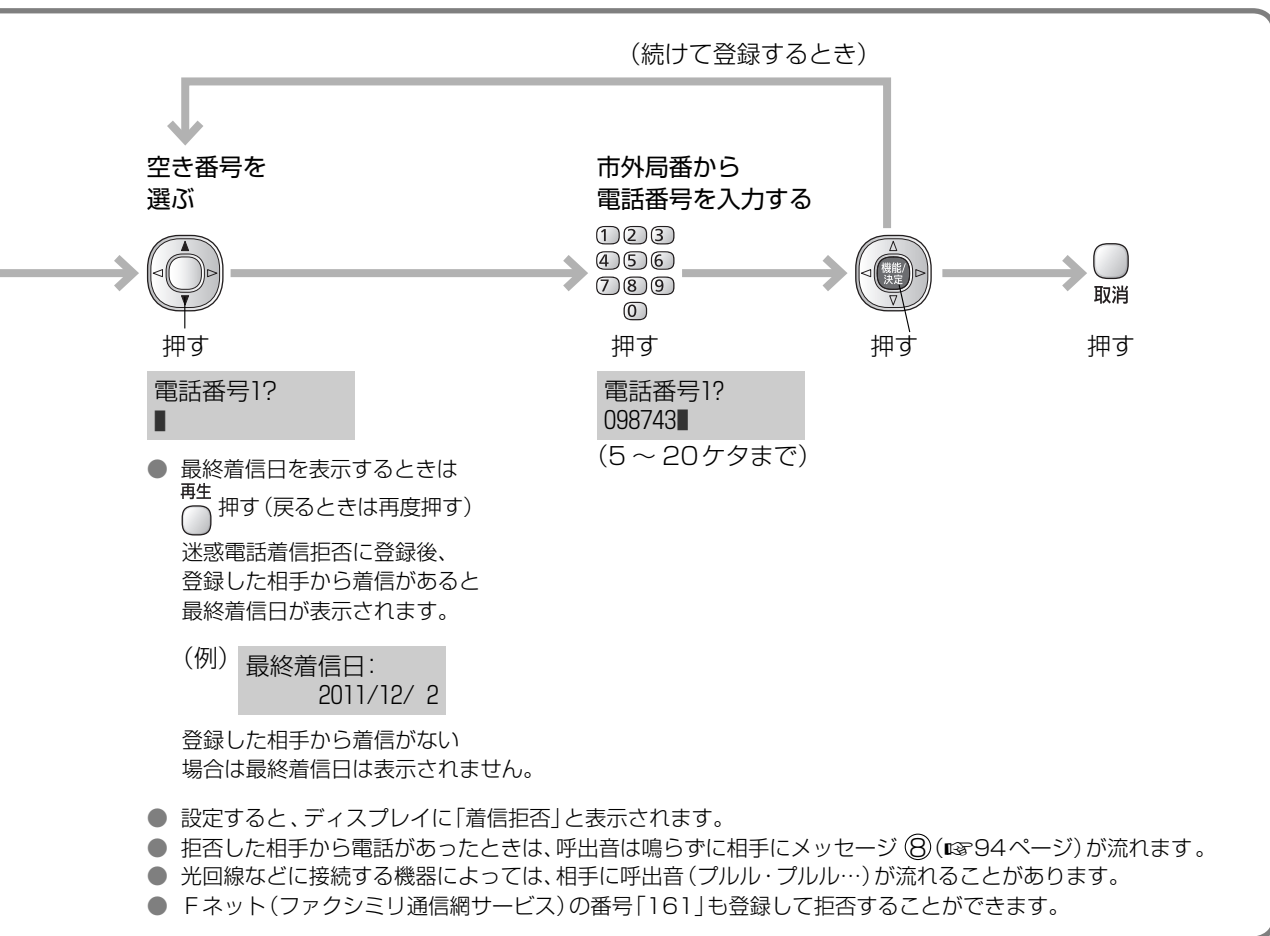 （続けて登録するとき）
空き番号を
選ぶ
押す
電話番号1?
市外局番から
電話番号を入力する
1 2 3
4 5 6
7 8 9
0
押す
電話番号1?
098743
（5 ～ 20ケタまで）
機能/
決定
押す
取消
押す
● 最終着信日を表示するときは
再生
押す（戻るときは再度押す）
迷惑電話着信拒否に登録後、
登録した相手から着信があると
最終着信日が表示されます。
（例）
最終着信日：
2011/12/ 2
登録した相手から着信がない
場合は最終着信日は表示されません。
● 設定すると、ディスプレイに「着信拒否」と表示されます。
● 拒否した相手から電話があったときは、呼出音は鳴らずに相手にメッセージ ⑧（☞94ページ）が流れます。
● 光回線などに接続する機器によっては、相手に呼出音（プルル・プルル…）が流れることがあります。
● Ｆネット（ファクシミリ通信網サービス）の番号「161」も登録して拒否することができます。